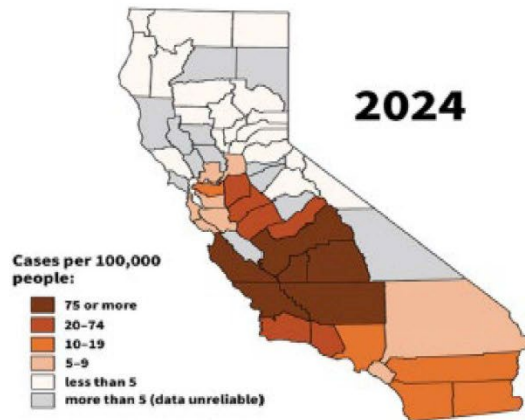 2024
Cases per 100,000
people:
75 or more
20–74
10–19
5–9
less than 5
more than 5 (data unreliable)